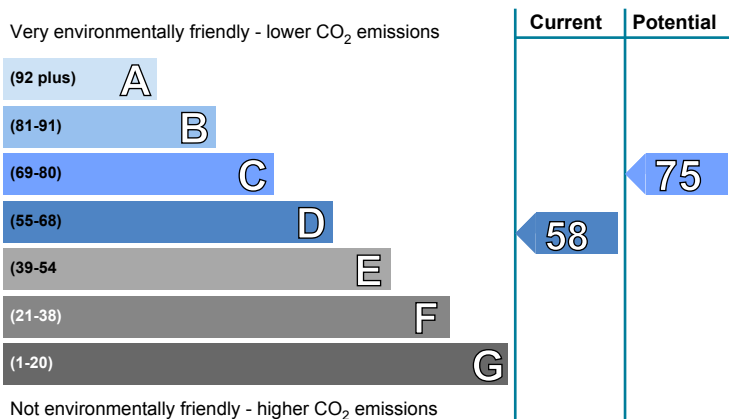 Very environmentally friendly - lower CO2 emissions
Current
Potential
(92 plus) A
(81-91) B
(69-80) C
75
(55-68) D
58
(39-54 E
(21-38) F
(1-20) G
Not environmentally friendly - higher CO2 emissions